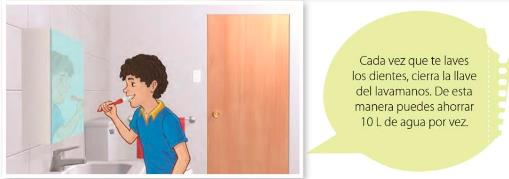 Cada vez que te laves
los dientes, cierra la llave
del lavamanos. De esta
manera puedes ahorrar
10 L de agua por vez.